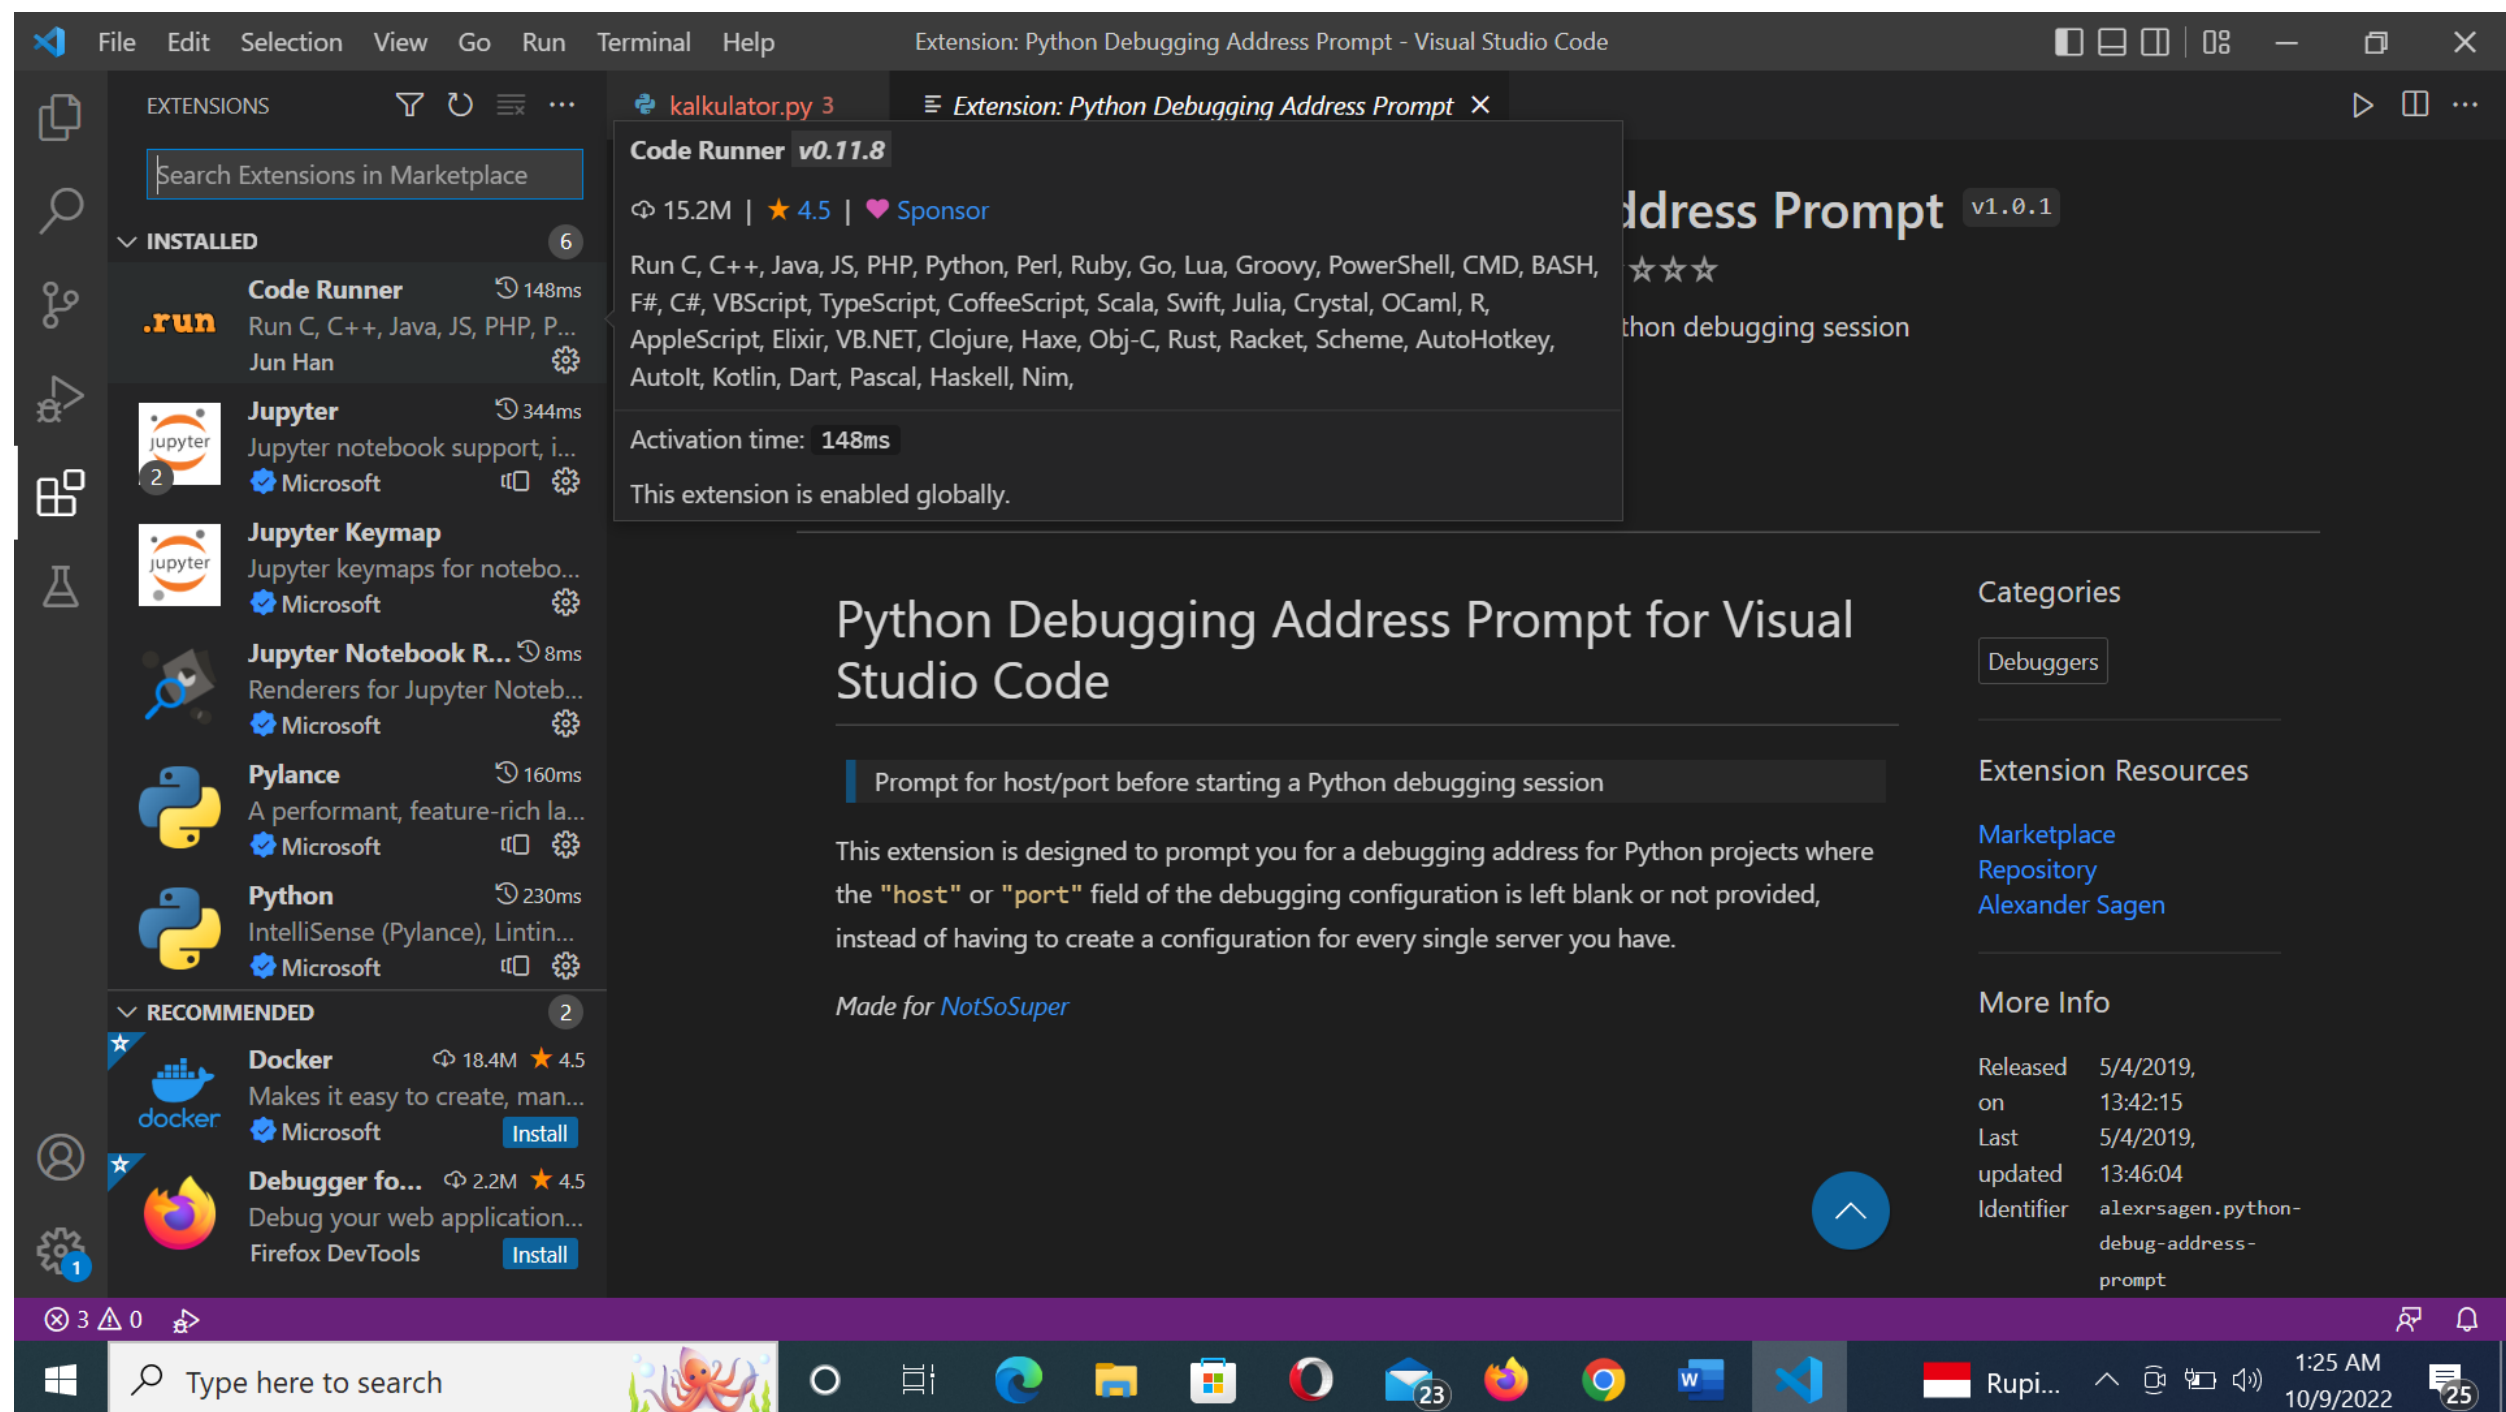 File Edit Selection View Go Run Terminal Help
Extension: Python Debugging Address Prompt - Visual Studio Code
EXTENSIONS
Search Extensions in Marketplace
INSTALLED 6
.run
Code Runner 148ms
Run C, C++, Java, JS, PHP, P...
Jun Han
jupyter
2
Jupyter 344ms
Jupyter notebook support, i...
Microsoft
jupyter
Jupyter Keymap
Jupyter keymaps for notebo...
Microsoft
Jupyter Notebook R... 8ms
Renderers for Jupyter Noteb...
Microsoft
Pylance 160ms
A performant, feature-rich la...
Microsoft
Python 230ms
IntelliSense (Pylance), Lintin...
Microsoft
RECOMMENDED 2
docker
Docker 18.4M 4.5
Makes it easy to create, man...
Microsoft Install
Debugger fo... 2.2M 4.5
Debug your web application...
Firefox DevTools Install
1
kalkulator.py 3
Extension: Python Debugging Address Prompt
Code Runner v0.11.8
15.2M | 4.5 | Sponsor
Run C, C++, Java, JS, PHP, Python, Perl, Ruby, Go, Lua, Groovy, PowerShell, CMD, BASH,
F#, C#, VBScript, TypeScript, CoffeeScript, Scala, Swift, Julia, Crystal, OCaml, R,
AppleScript, Elixir, VB.NET, Clojure, Haxe, Obj-C, Rust, Racket, Scheme, AutoHotkey,
AutoIt, Kotlin, Dart, Pascal, Haskell, Nim,
Activation time: 148ms
This extension is enabled globally.
ddress Prompt v1.0.1
thon debugging session
Python Debugging Address Prompt for Visual
Studio Code
Prompt for host/port before starting a Python debugging session
This extension is designed to prompt you for a debugging address for Python projects where
the "host" or "port" field of the debugging configuration is left blank or not provided,
instead of having to create a configuration for every single server you have.
Made for NotSoSuper
Categories
Debuggers
Extension Resources
Marketplace
Repository
Alexander Sagen
More Info
Released 5/4/2019,
on 13:42:15
Last 5/4/2019,
updated 13:46:04
Identifier alexrsagen.python-
debug-address-
prompt
3 0
Type here to search
23
W
Rupi...
1:25 AM
10/9/2022
25